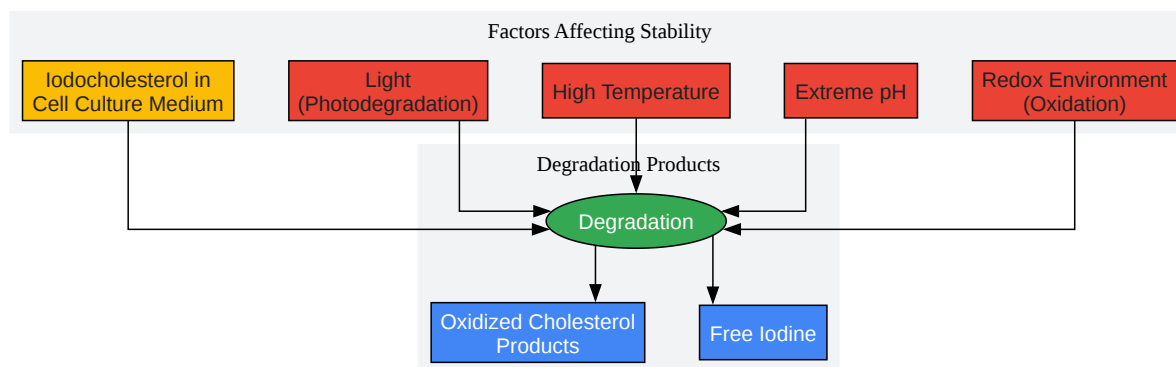 Factors Affecting Stability
Iodocholesterol in
Cell Culture Medium
Light
(Photodegradation)
High Temperature
Extreme pH
Redox Environment
(Oxidation)
Degradation Products
Degradation
Oxidized Cholesterol
Products
Free Iodine